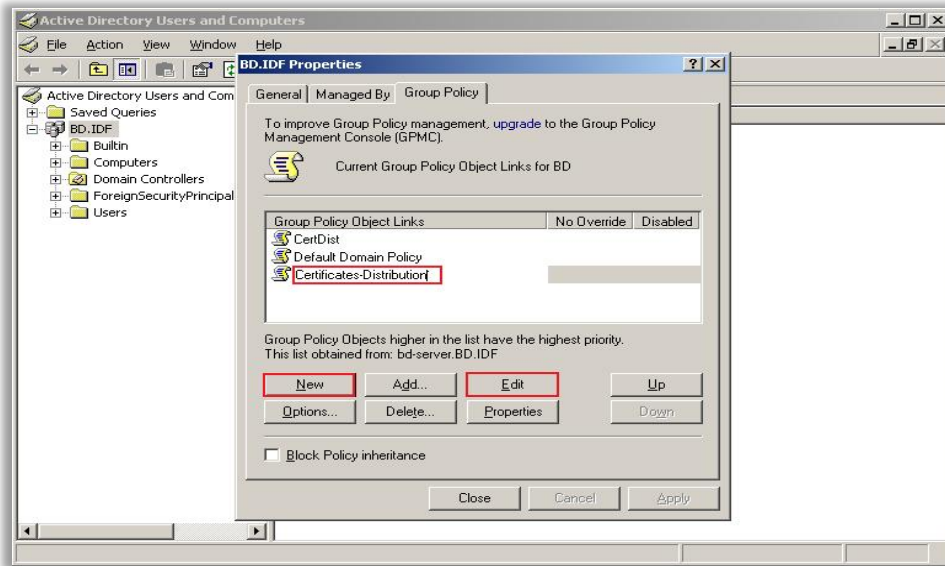 Active Directory Users and Computers
File Action View Window Help
BD.IDF Properties
Active Directory Users and Com
Saved Queries
BD.IDF
Builtin
Computers
Domain Controllers
ForeignSecurityPrincipal
Users
General Managed By Group Policy
To improve Group Policy management, upgrade to the Group Policy
Management Console (GPMC).
Current Group Policy Object Links for BD
Group Policy Object Links No Override Disabled
CertDist
Default Domain Policy
Certificates-Distribution
Group Policy Objects higher in the list have the highest priority.
This list obtained from: bd-server.BD.IDF
New Add... Edit Up
Options... Delete... Properties Down
Block Policy inheritance
Close Cancel Apply